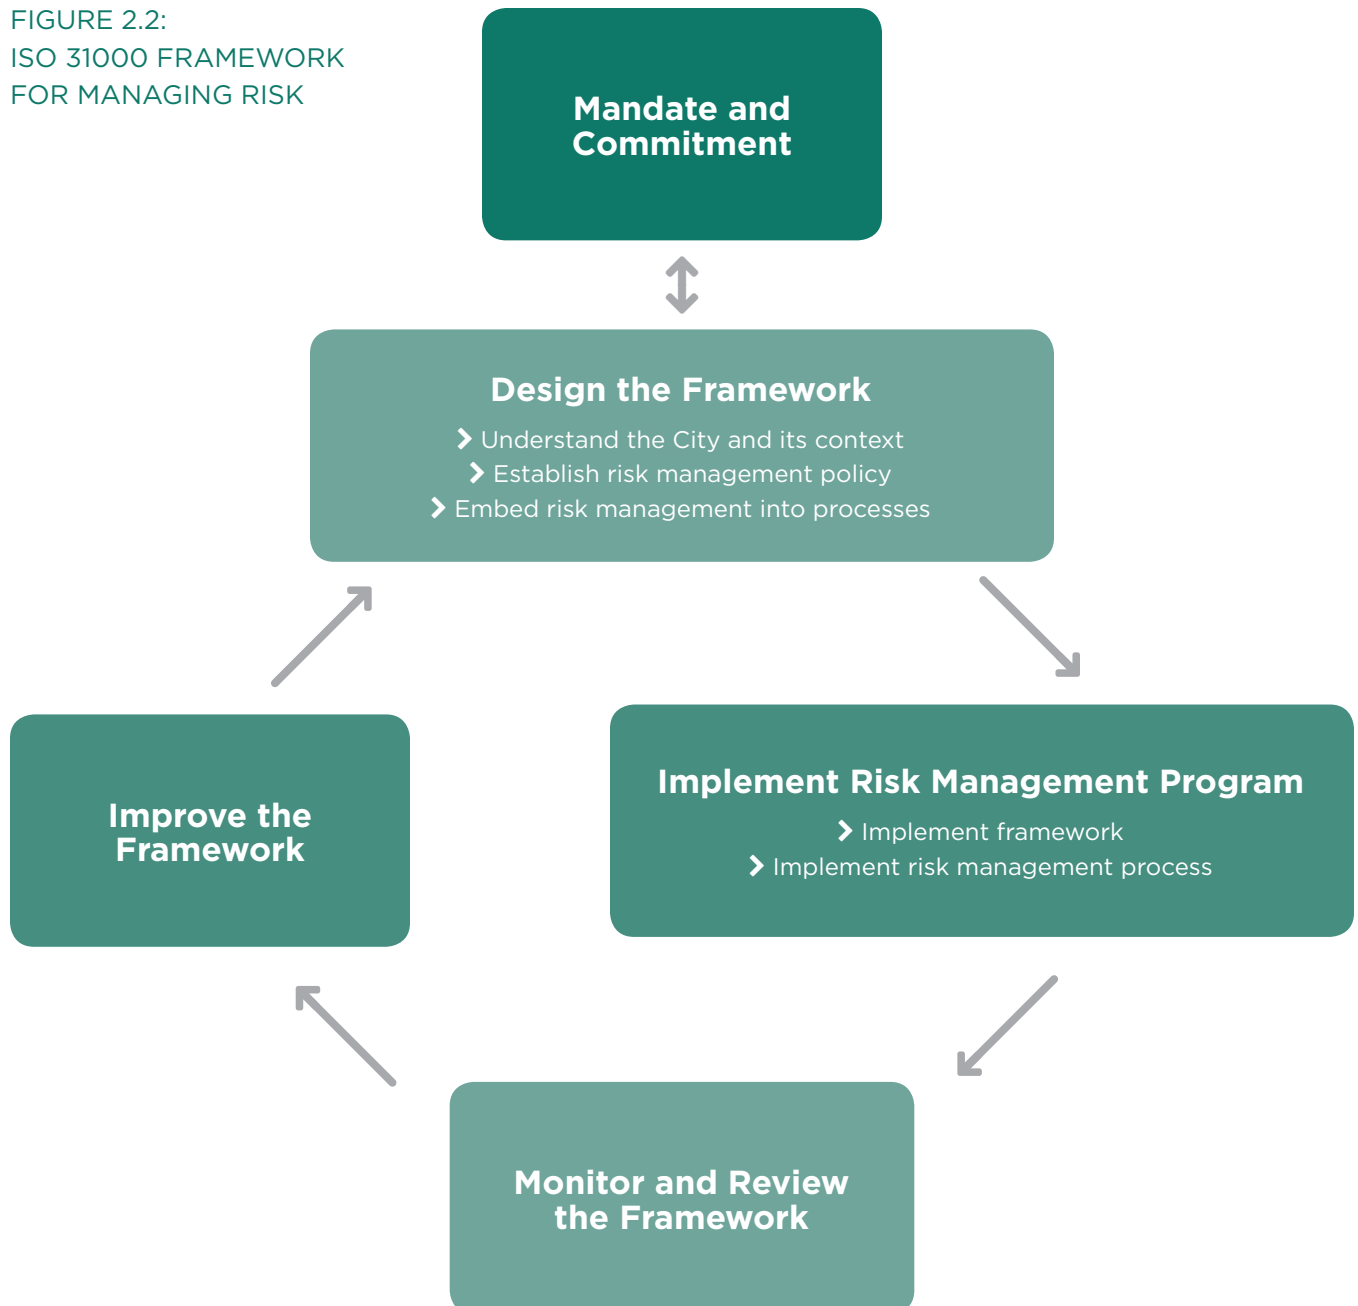 FIGURE 2.2:
ISO 31000 FRAMEWORK
FOR MANAGING RISK
Mandate and
Commitment
Design the Framework
Understand the City and its context
Establish risk management policy
Embed risk management into processes
Implement Risk Management Program
Implement framework
Implement risk management process
Improve the
Framework
Monitor and Review
the Framework